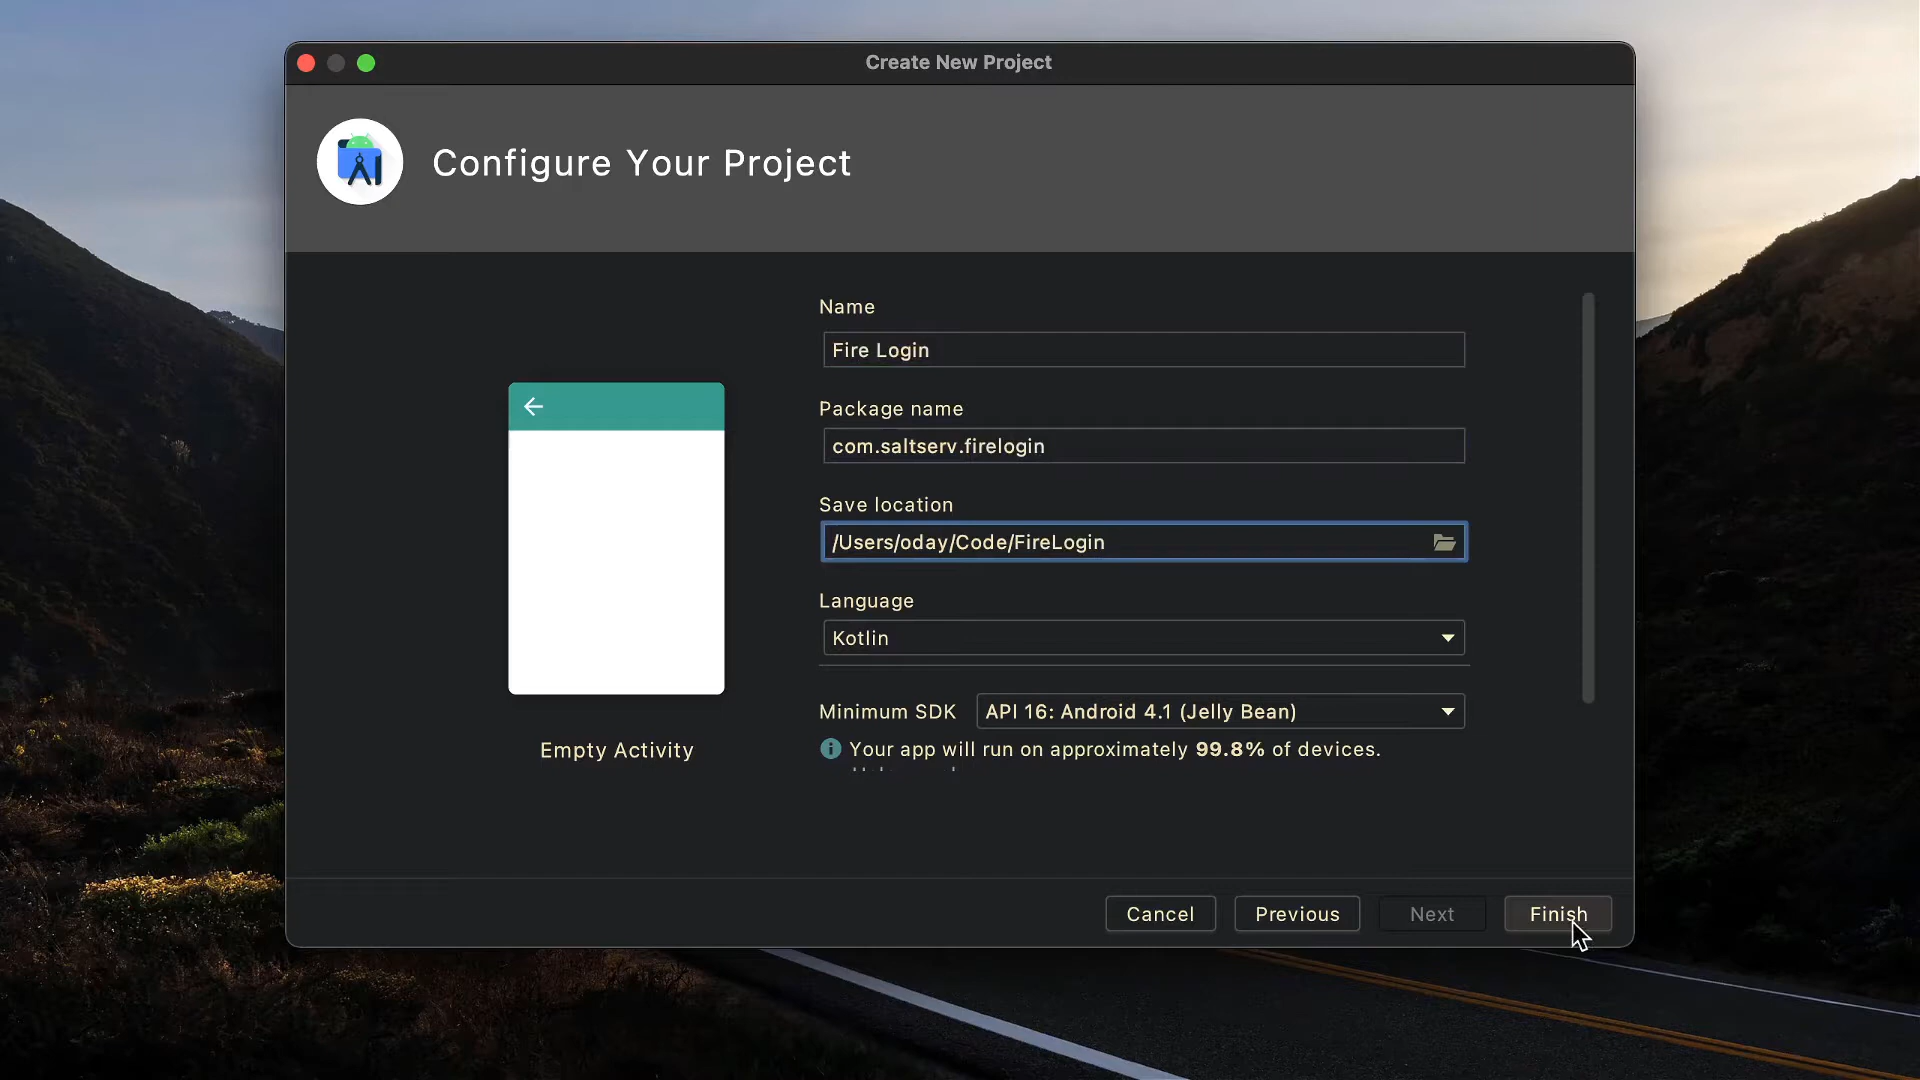 Create New Project
Configure Your Project
Name
Fire Login
Package name
com.saltserv.firelogin
Save location
/Users/oday/Code/FireLogin
Language
Kotlin
Minimum SDK API 16: Android 4.1 (Jelly Bean)
Your app will run on approximately 99.8% of devices.
Empty Activity
Cancel Previous Next Finish